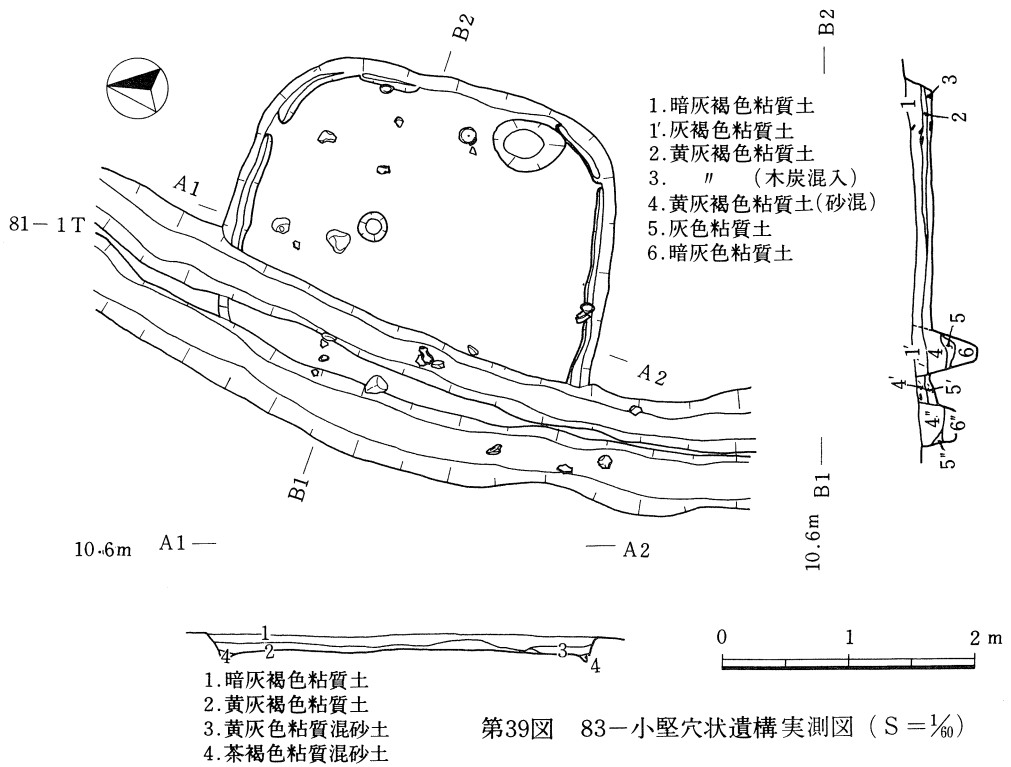 B2
B2
3
1
2
1.暗灰褐色粘質土
1′.灰褐色粘質土
2.黄灰褐色粘質土
3. 〃 (木炭混入)
4.黄灰褐色粘質土(砂混)
5.灰色粘質土
6.暗灰色粘質土
A1
81-1T
5
1′
4
6
4′
5′
4″
6″
5″
A2
B1
B1
10.6m
10.6m
A1
A2
1
2
3
4
4
0 1 2m
1.暗灰褐色粘質土
2.黄灰褐色粘質土
3.黄灰色粘質混砂土
4.茶褐色粘質混砂土
第39図 83-小竪穴状遺構実測図(S=1/60)